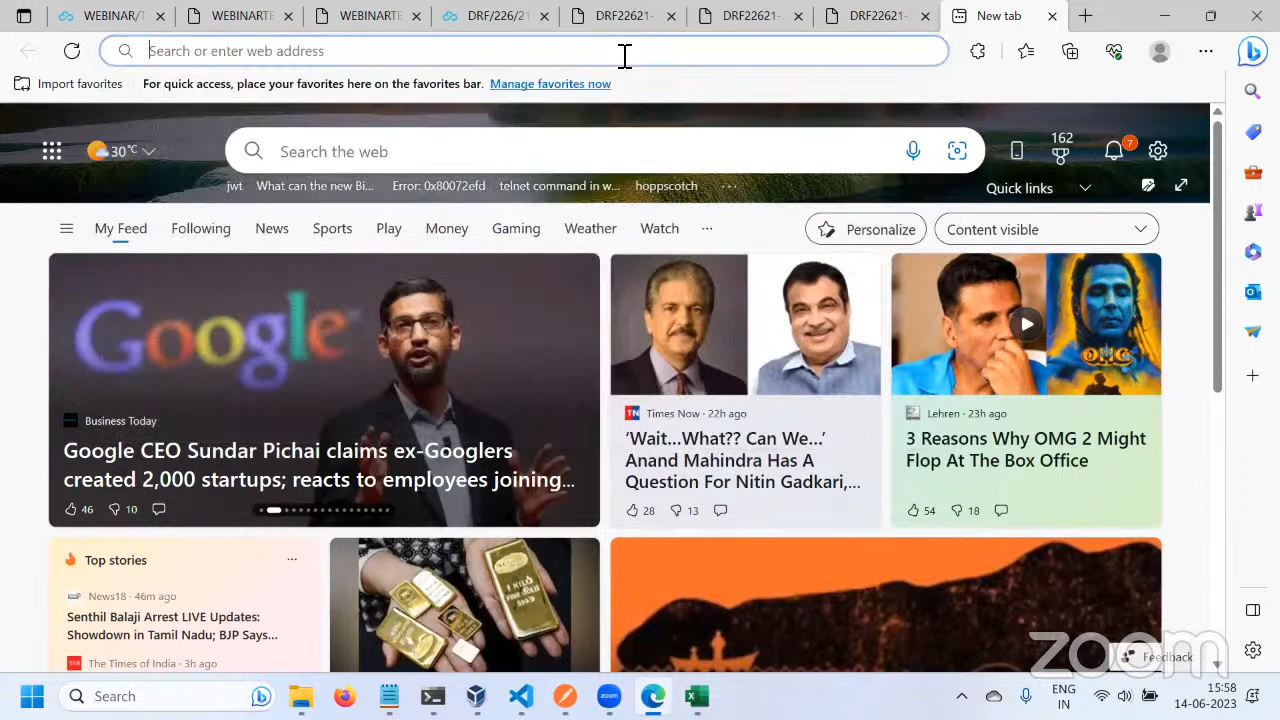 WEBINAR/T
WEBINARTE
WEBINARTE
DRF/226/21
DRF22621-
DRF22621-
DRF22621-
New tab
Search or enter web address
Import favorites
For quick access, place your favorites here on the favorites bar.
Manage favorites now
30°C
Search the web
162
7
jwt
What can the new Bi...
Error: 0x80072efd
telnet command in w...
hoppscotch
Quick links
My Feed
Following
News
Sports
Play
Money
Gaming
Weather
Watch
Personalize
Content visible
Google
Business Today
Google CEO Sundar Pichai claims ex-Googlers
created 2,000 startups; reacts to employees joining...
46
10
TN
Times Now · 22h ago
‘Wait...What?? Can We...’
Anand Mahindra Has A
Question For Nitin Gadkari,...
28
13
OMG
Lehren · 23h ago
3 Reasons Why OMG 2 Might
Flop At The Box Office
54
18
Top stories
News18 · 46m ago
Senthil Balaji Arrest LIVE Updates:
Showdown in Tamil Nadu; BJP Says...
The Times of India · 3h ago
Feedback
zoom
Search
zoom
ENG
IN
15:58
14-06-2023